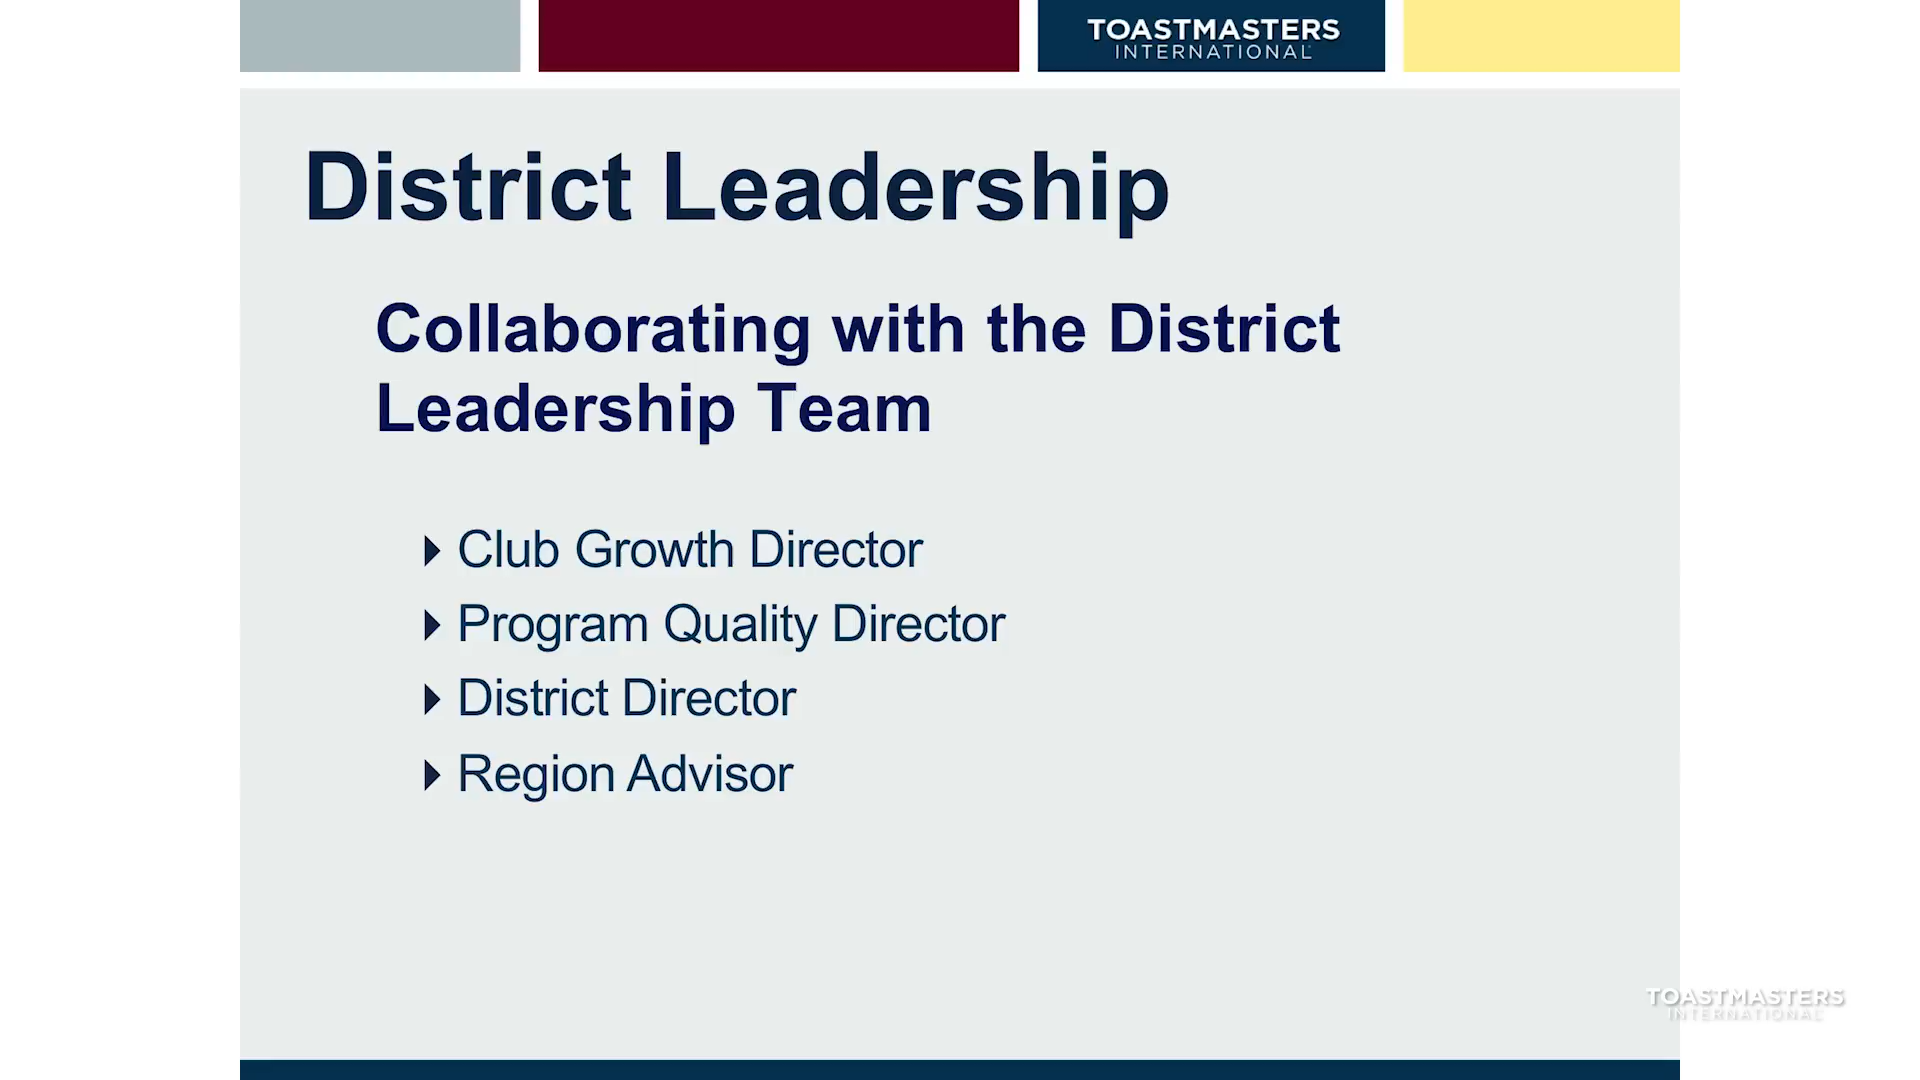 TOASTMASTERS
INTERNATIONAL
District Leadership
Collaborating with the District
Leadership Team
Club Growth Director
Program Quality Director
District Director
Region Advisor
TOASTMASTERS
INTERNATIONAL